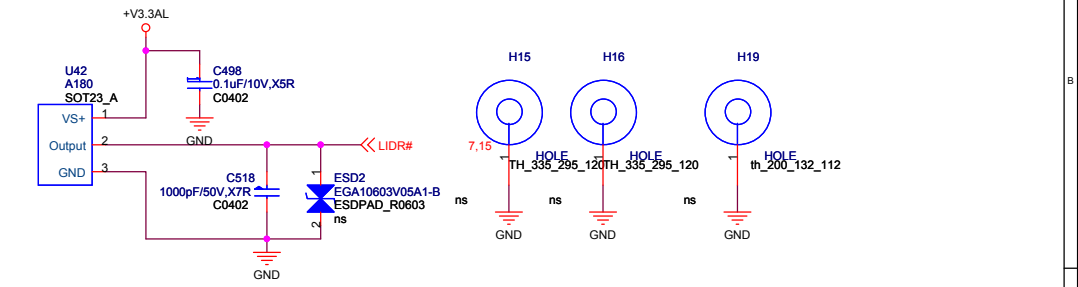 +V3.3AL
U42
A180
SOT23_A
VS+
1
Output
2
GND
3
C498
0.1uF/10V,X5R
C0402
GND
LIDR#
7,15
C518
1000pF/50V,X7R
C0402
1
ESD2
EGA10603V05A1-B
ESDPAD_R0603
ns
2
GND
H15
1
HOLE
TH_335_295_120
ns
GND
H16
1
HOLE
TH_335_295_120
ns
GND
H19
1
HOLE
th_200_132_112
ns
GND
B